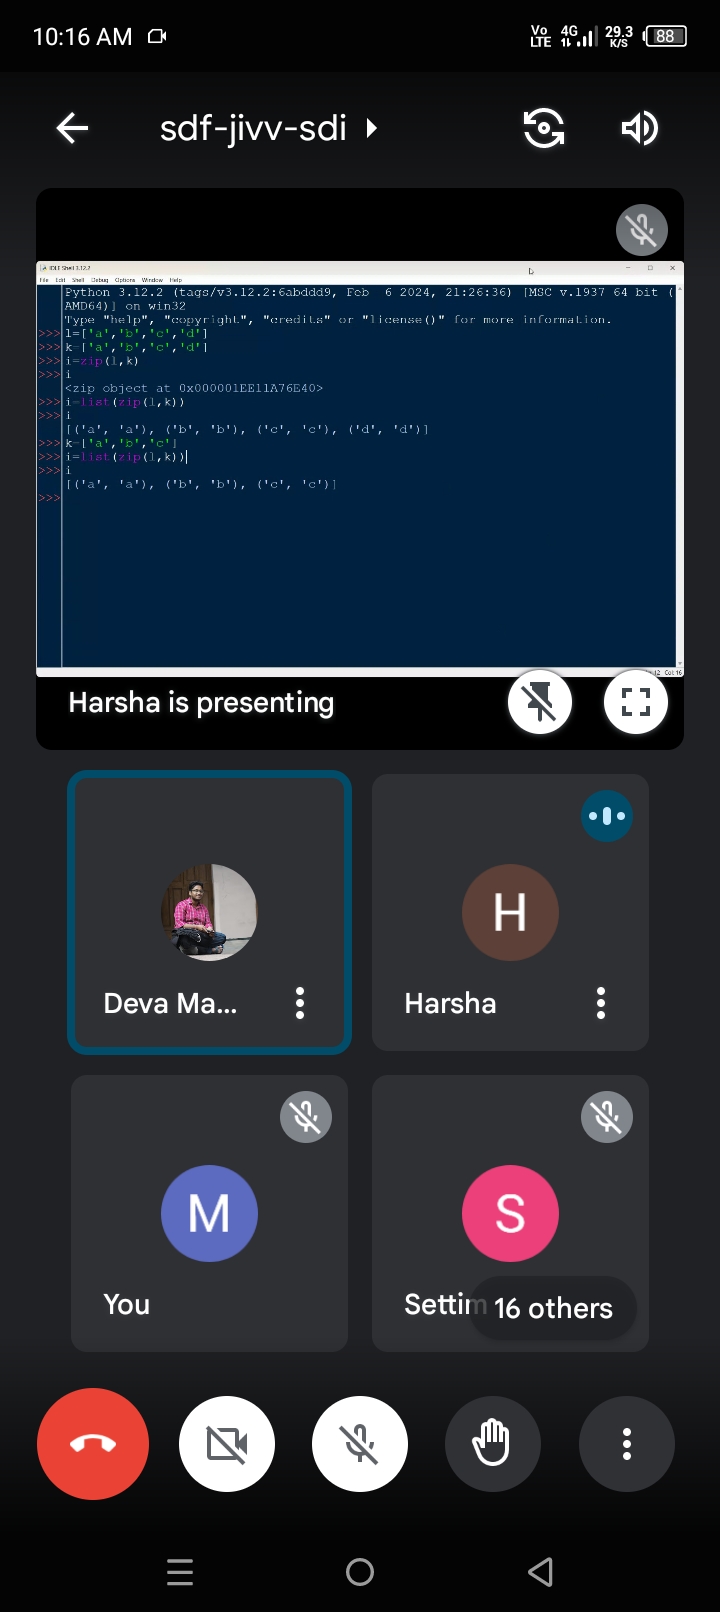 10:16 AM
Vo LTE 4G 29.3 K/S 88
sdf-jivv-sdi
IDLE Shell 3.12.2
File Edit Shell Debug Options Window Help
Python 3.12.2 (tags/v3.12.2:6abddd9, Feb  6 2024, 21:26:36) [MSC v.1937 64 bit (
AMD64)] on win32
Type "help", "copyright", "credits" or "license()" for more information.
>>> l=['a','b','c','d']
>>> k=['a','b','c','d']
>>> i=zip(l,k)
>>> i
<zip object at 0x000001EE11A76E40>
>>> i=list(zip(l,k))
>>> i
[('a', 'a'), ('b', 'b'), ('c', 'c'), ('d', 'd')]
>>> k=['a','b','c']
>>> i=list(zip(l,k))
>>> i
[('a', 'a'), ('b', 'b'), ('c', 'c')]
>>>
12 Col: 16
Harsha is presenting
Deva Ma...
H
Harsha
M
You
S
Settin
16 others